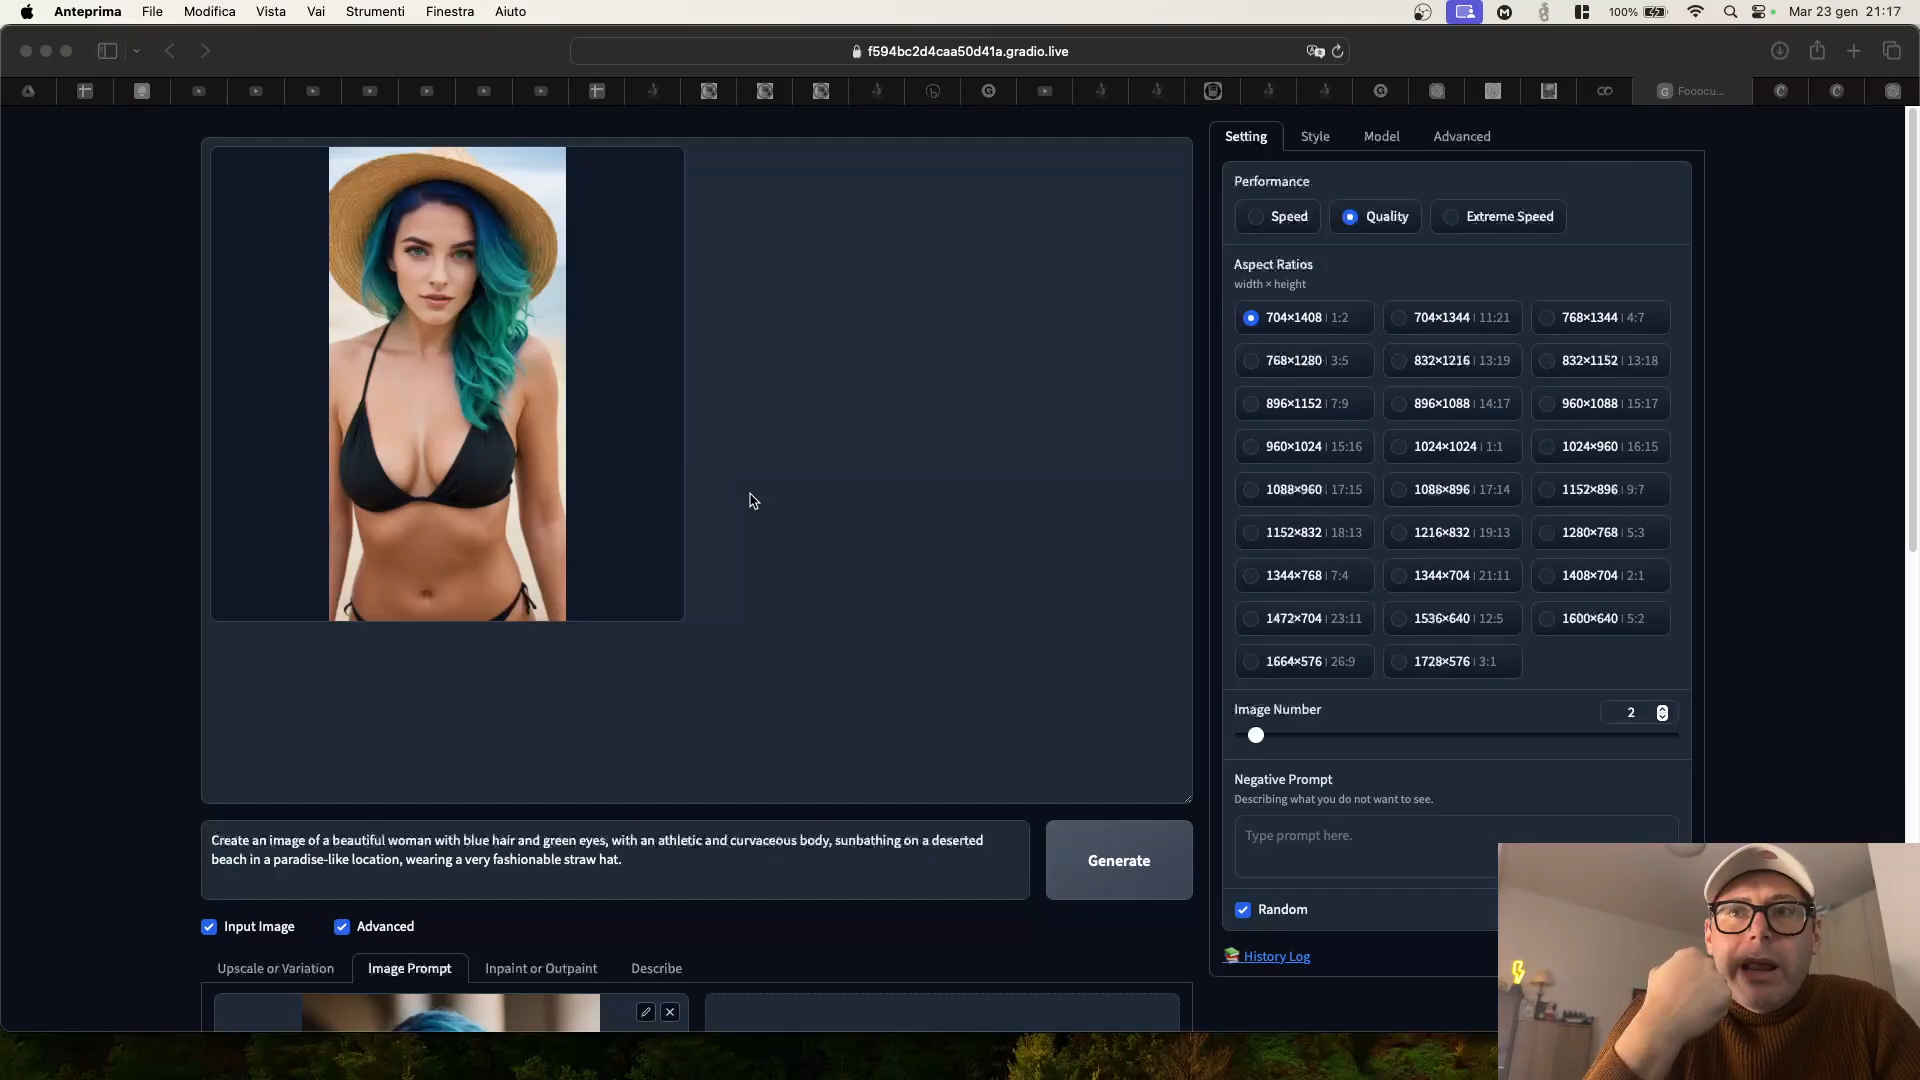 Anteprima File Modifica Vista Vai Strumenti Finestra Aiuto 100% Mar 23 gen 21:17
f594bc2d4caa50d41a.gradio.live
Fooocu...
Setting Style Model Advanced
Performance
Speed Quality Extreme Speed
Aspect Ratios
width × height
704×1408 | 1:2 704×1344 | 11:21 768×1344 | 4:7
768×1280 | 3:5 832×1216 | 13:19 832×1152 | 13:18
896×1152 | 7:9 896×1088 | 14:17 960×1088 | 15:17
960×1024 | 15:16 1024×1024 | 1:1 1024×960 | 16:15
1088×960 | 17:15 1088×896 | 17:14 1152×896 | 9:7
1152×832 | 18:13 1216×832 | 19:13 1280×768 | 5:3
1344×768 | 7:4 1344×704 | 21:11 1408×704 | 2:1
1472×704 | 23:11 1536×640 | 12:5 1600×640 | 5:2
1664×576 | 26:9 1728×576 | 3:1
Image Number 2
Negative Prompt
Describing what you do not want to see.
Type prompt here.
Random
History Log
Create an image of a beautiful woman with blue hair and green eyes, with an athletic and curvaceous body, sunbathing on a deserted
beach in a paradise-like location, wearing a very fashionable straw hat.
Generate
Input Image Advanced
Upscale or Variation Image Prompt Inpaint or Outpaint Describe